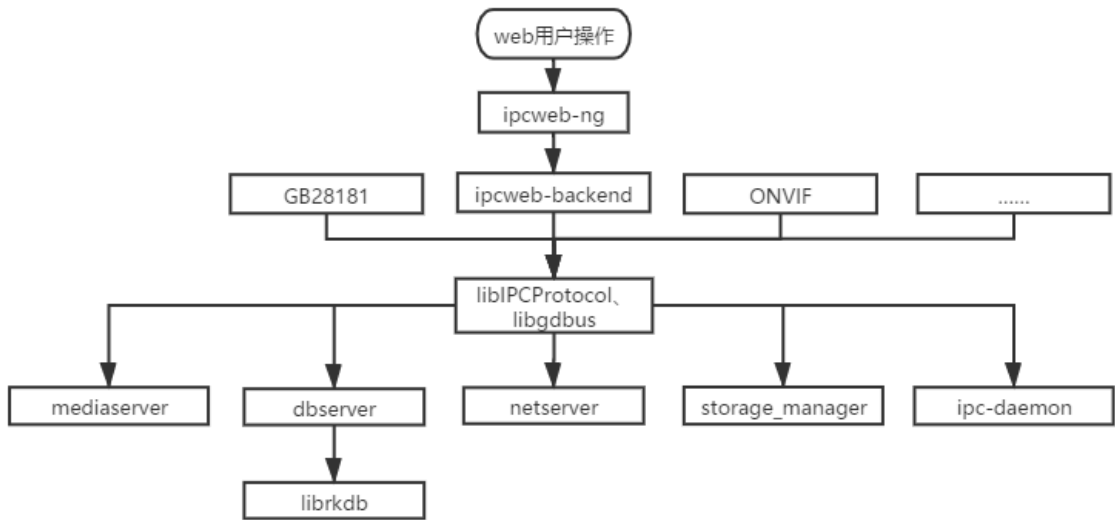 web用户操作
ipcweb-ng
GB28181
ipcweb-backend
ONVIF
......
libIPCProtocol、
libgdbus
mediaserver
dbserver
netserver
storage_manager
ipc-daemon
librkdb